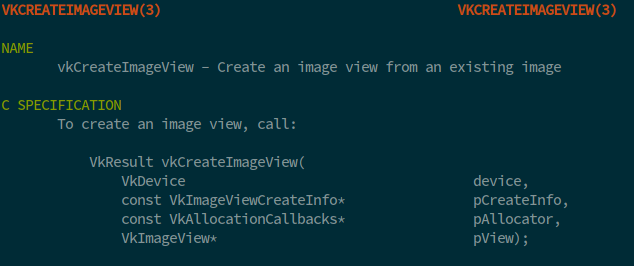 VKCREATEIMAGEVIEW(3) VKCREATEIMAGEVIEW(3)
NAME
vkCreateImageView – Create an image view from an existing image
C SPECIFICATION
To create an image view, call:
VkResult vkCreateImageView(
VkDevice device,
const VkImageViewCreateInfo* pCreateInfo,
const VkAllocationCallbacks* pAllocator,
VkImageView* pView);